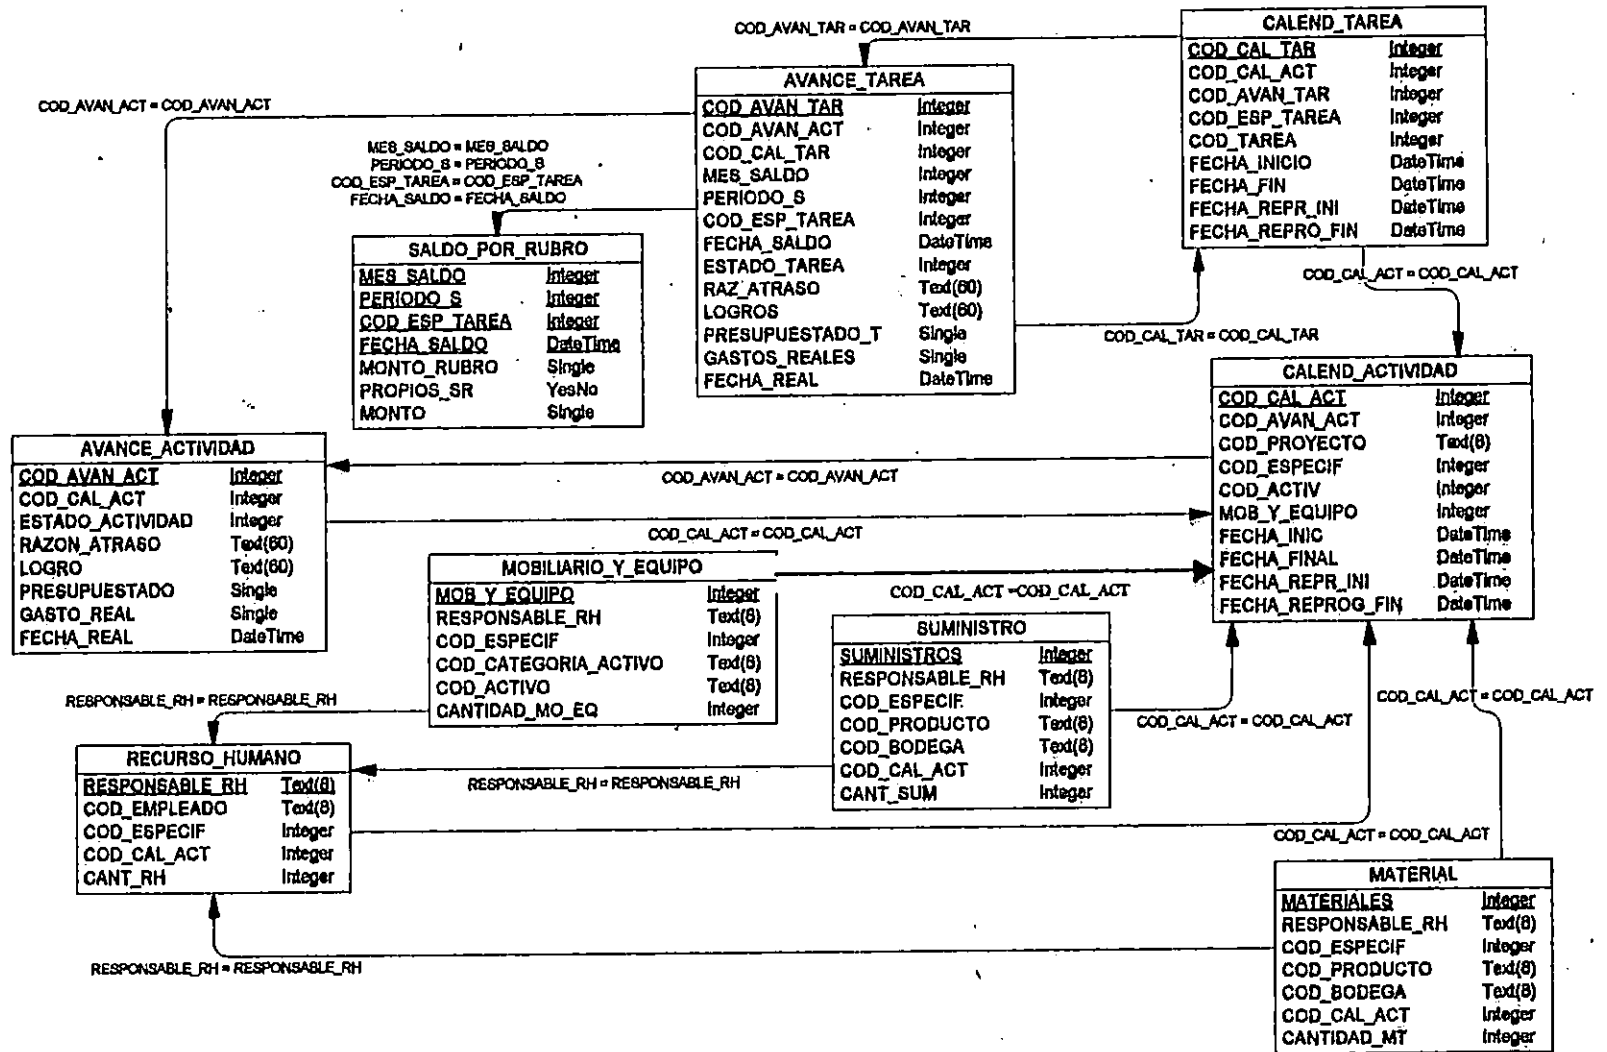 COD_AVAN_TAR = COD_AVAN_TAR
CALEND_TAREA
COD_CAL_TAR Integer
COD_CAL_ACT Integer
COD_AVAN_TAR Integer
COD_ESP_TAREA Integer
COD_TAREA Integer
FECHA_INICIO DateTime
FECHA_FIN DateTime
FECHA_REPR_INI DateTime
FECHA_REPRO_FIN DateTime
COD_AVAN_ACT = COD_AVAN_ACT
AVANCE_TAREA
COD_AVAN_TAR Integer
COD_AVAN_ACT Integer
COD_CAL_TAR Integer
MES_SALDO Integer
PERIODO_S Integer
COD_ESP_TAREA Integer
FECHA_SALDO DateTime
ESTADO_TAREA Integer
RAZ_ATRASO Text(60)
LOGROS Text(60)
PRESUPUESTADO_T Single
GASTOS_REALES Single
FECHA_REAL DateTime
MES_SALDO = MES_SALDO
PERIODO_S = PERIODO_S
COD_ESP_TAREA = COD_ESP_TAREA
FECHA_SALDO = FECHA_SALDO
SALDO_POR_RUBRO
MES_SALDO Integer
PERIODO_S Integer
COD_ESP_TAREA Integer
FECHA_SALDO DateTime
MONTO_RUBRO Single
PROPIOS_SR YesNo
MONTO Single
COD_CAL_ACT = COD_CAL_ACT
COD_CAL_TAR = COD_CAL_TAR
CALEND_ACTIVIDAD
COD_CAL_ACT Integer
COD_AVAN_ACT Integer
COD_PROYECTO Text(8)
COD_ESPECIF Integer
COD_ACTIV Integer
MOB_Y_EQUIPO Integer
FECHA_INIC DateTime
FECHA_FINAL DateTime
FECHA_REPR_INI DateTime
FECHA_REPROG_FIN DateTime
AVANCE_ACTIVIDAD
COD_AVAN_ACT Integer
COD_CAL_ACT Integer
ESTADO_ACTIVIDAD Integer
RAZON_ATRASO Text(60)
LOGRO Text(60)
PRESUPUESTADO Single
GASTO_REAL Single
FECHA_REAL DateTime
COD_AVAN_ACT = COD_AVAN_ACT
COD_CAL_ACT = COD_CAL_ACT
MOBILIARIO_Y_EQUIPO
MOB_Y_EQUIPO Integer
RESPONSABLE_RH Text(8)
COD_ESPECIF Integer
COD_CATEGORIA_ACTIVO Text(8)
COD_ACTIVO Text(8)
CANTIDAD_MO_EQ Integer
COD_CAL_ACT =COD_CAL_ACT
SUMINISTRO
SUMINISTROS Integer
RESPONSABLE_RH Text(8)
COD_ESPECIF Integer
COD_PRODUCTO Text(8)
COD_BODEGA Text(8)
COD_CAL_ACT Integer
CANT_SUM Integer
COD_CAL_ACT = COD_CAL_ACT
COD_CAL_ACT = COD_CAL_ACT
RESPONSABLE_RH = RESPONSABLE_RH
RECURSO_HUMANO
RESPONSABLE_RH Text(8)
COD_EMPLEADO Text(8)
COD_ESPECIF Integer
COD_CAL_ACT Integer
CANT_RH Integer
RESPONSABLE_RH = RESPONSABLE_RH
COD_CAL_ACT = COD_CAL_ACT
MATERIAL
MATERIALES Integer
RESPONSABLE_RH Text(8)
COD_ESPECIF Integer
COD_PRODUCTO Text(8)
COD_BODEGA Text(8)
COD_CAL_ACT Integer
CANTIDAD_MT Integer
RESPONSABLE_RH = RESPONSABLE_RH